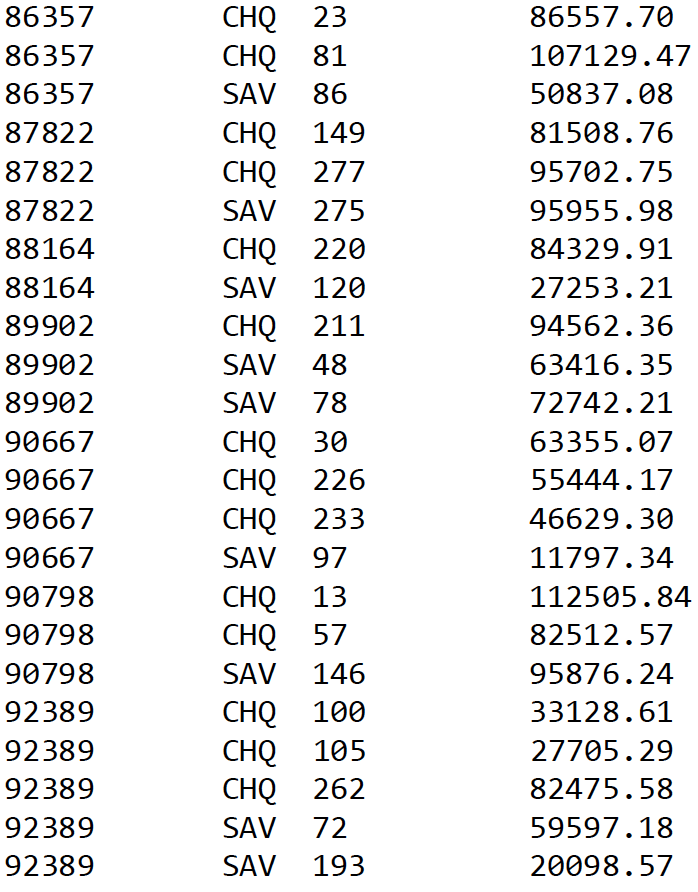 86357 CHQ 23 86557.70
86357 CHQ 81 107129.47
86357 SAV 86 50837.08
87822 CHQ 149 81508.76
87822 CHQ 277 95702.75
87822 SAV 275 95955.98
88164 CHQ 220 84329.91
88164 SAV 120 27253.21
89902 CHQ 211 94562.36
89902 SAV 48 63416.35
89902 SAV 78 72742.21
90667 CHQ 30 63355.07
90667 CHQ 226 55444.17
90667 CHQ 233 46629.30
90667 SAV 97 11797.34
90798 CHQ 13 112505.84
90798 CHQ 57 82512.57
90798 SAV 146 95876.24
92389 CHQ 100 33128.61
92389 CHQ 105 27705.29
92389 CHQ 262 82475.58
92389 SAV 72 59597.18
92389 SAV 193 20098.57